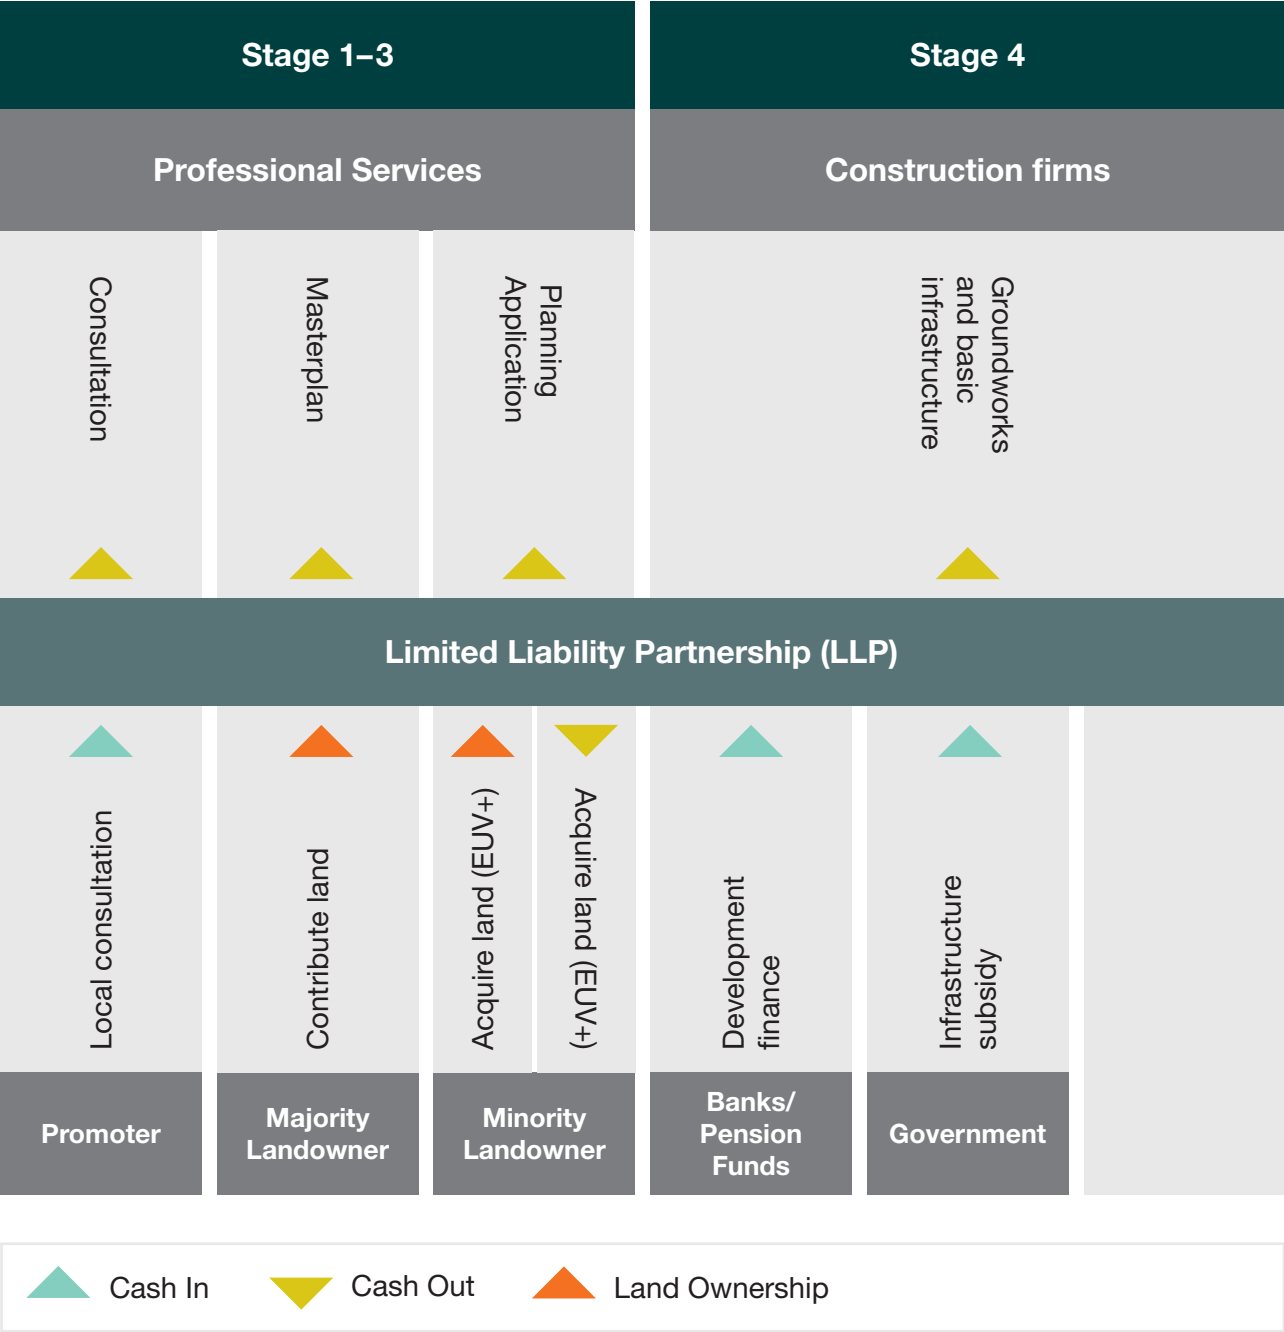 Stage 1–3
Stage 4
Professional Services
Construction firms
Consultation
Masterplan
Planning
Application
Groundworks
and basic
infrastructure
Limited Liability Partnership (LLP)
Local consultation
Contribute land
Acquire land (EUV+)
Acquire land (EUV+)
Development
finance
Infrastructure
subsidy
Promoter
Majority
Landowner
Minority
Landowner
Banks/
Pension
Funds
Government
Cash In
Cash Out
Land Ownership